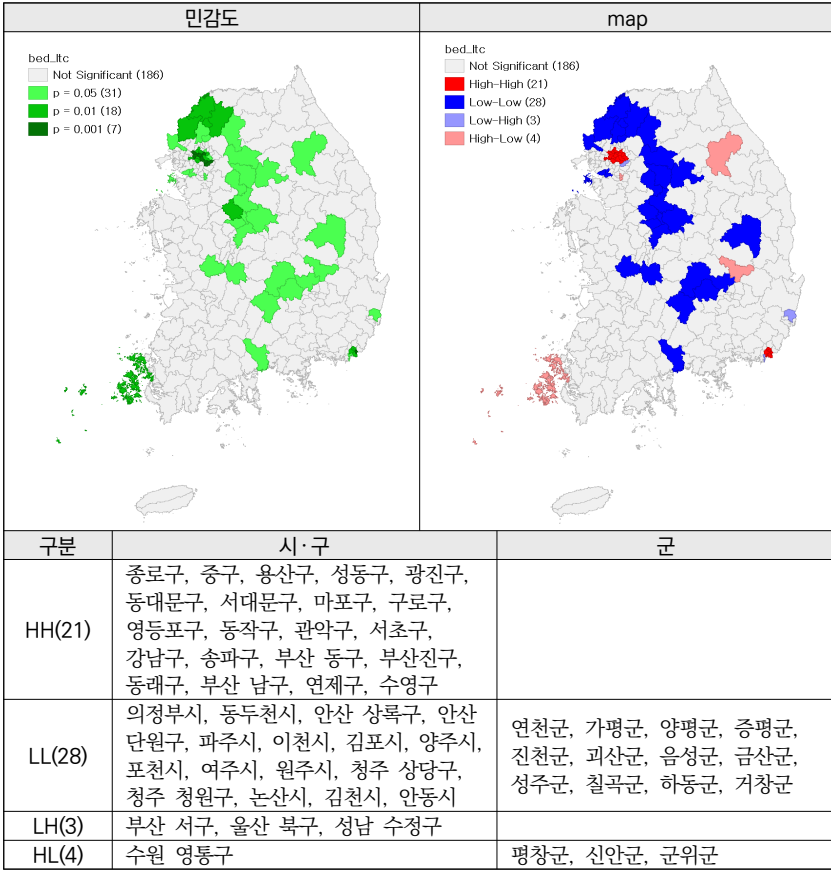 민감도
map
bed_ltc
Not Significant (186)
p = 0.05 (31)
p = 0.01 (18)
p = 0.001 (7)
bed_ltc
Not Significant (186)
High-High (21)
Low-Low (28)
Low-High (3)
High-Low (4)
구분
시·구
군
HH(21)
종로구, 중구, 용산구, 성동구, 광진구,
동대문구, 서대문구, 마포구, 구로구,
영등포구, 동작구, 관악구, 서초구,
강남구, 송파구, 부산 동구, 부산진구,
동래구, 부산 남구, 연제구, 수영구
LL(28)
의정부시, 동두천시, 안산 상록구, 안산
단원구, 파주시, 이천시, 김포시, 양주시,
포천시, 여주시, 원주시, 청주 상당구,
청주 청원구, 논산시, 김천시, 안동시
연천군, 가평군, 양평군, 증평군,
진천군, 괴산군, 음성군, 금산군,
성주군, 칠곡군, 하동군, 거창군
LH(3)
부산 서구, 울산 북구, 성남 수정구
HL(4)
수원 영통구
평창군, 신안군, 군위군